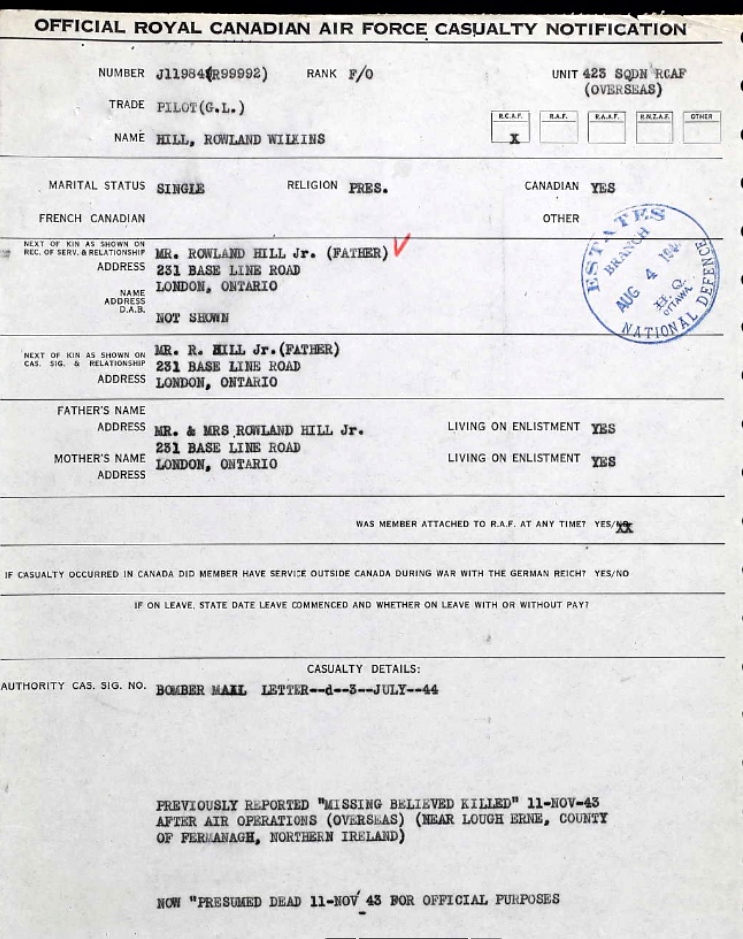 OFFICIAL ROYAL CANADIAN AIR FORCE CASUALTY NOTIFICATION
NUMBER J11984(R99992) RANK F/O UNIT 423 SQDN RCAF
(OVERSEAS)
TRADE PILOT(G.L.)
R.C.A.F. R.A.F. R.A.A.F. R.N.Z.A.F. OTHER
X
NAME HILL, ROWLAND WILKINS
MARITAL STATUS SINGLE RELIGION PRES. CANADIAN YES
FRENCH CANADIAN OTHER
ESTATES
BRANCH
AUG 4
H.Q.
OTTAWA
NATIONAL DEFENCE
NEXT OF KIN AS SHOWN ON
REC. OF SERV. & RELATIONSHIP MR. ROWLAND HILL Jr. (FATHER)
ADDRESS 231 BASE LINE ROAD
LONDON, ONTARIO
NAME
ADDRESS
D.A.B. NOT SHOWN
NEXT OF KIN AS SHOWN ON
CAS. SIG. & RELATIONSHIP MR. R. HILL Jr.(FATHER)
231 BASE LINE ROAD
ADDRESS LONDON, ONTARIO
FATHER'S NAME
ADDRESS MR. & MRS ROWLAND HILL Jr. LIVING ON ENLISTMENT YES
231 BASE LINE ROAD
MOTHER'S NAME LONDON, ONTARIO LIVING ON ENLISTMENT YES
ADDRESS
WAS MEMBER ATTACHED TO R.A.F. AT ANY TIME? YES/XX
IF CASUALTY OCCURRED IN CANADA DID MEMBER HAVE SERVICE OUTSIDE CANADA DURING WAR WITH THE GERMAN REICH? YES/NO
IF ON LEAVE, STATE DATE LEAVE COMMENCED AND WHETHER ON LEAVE WITH OR WITHOUT PAY?
CASUALTY DETAILS:
AUTHORITY CAS. SIG. NO. BOMBER MAIL LETTER--d--3--JULY--44
PREVIOUSLY REPORTED "MISSING BELIEVED KILLED" 11-NOV-43
AFTER AIR OPERATIONS (OVERSEAS) (NEAR LOUGH ERNE, COUNTY
OF FERMANAGH, NORTHERN IRELAND)
NOW "PRESUMED DEAD 11-NOV' 43 FOR OFFICIAL PURPOSES